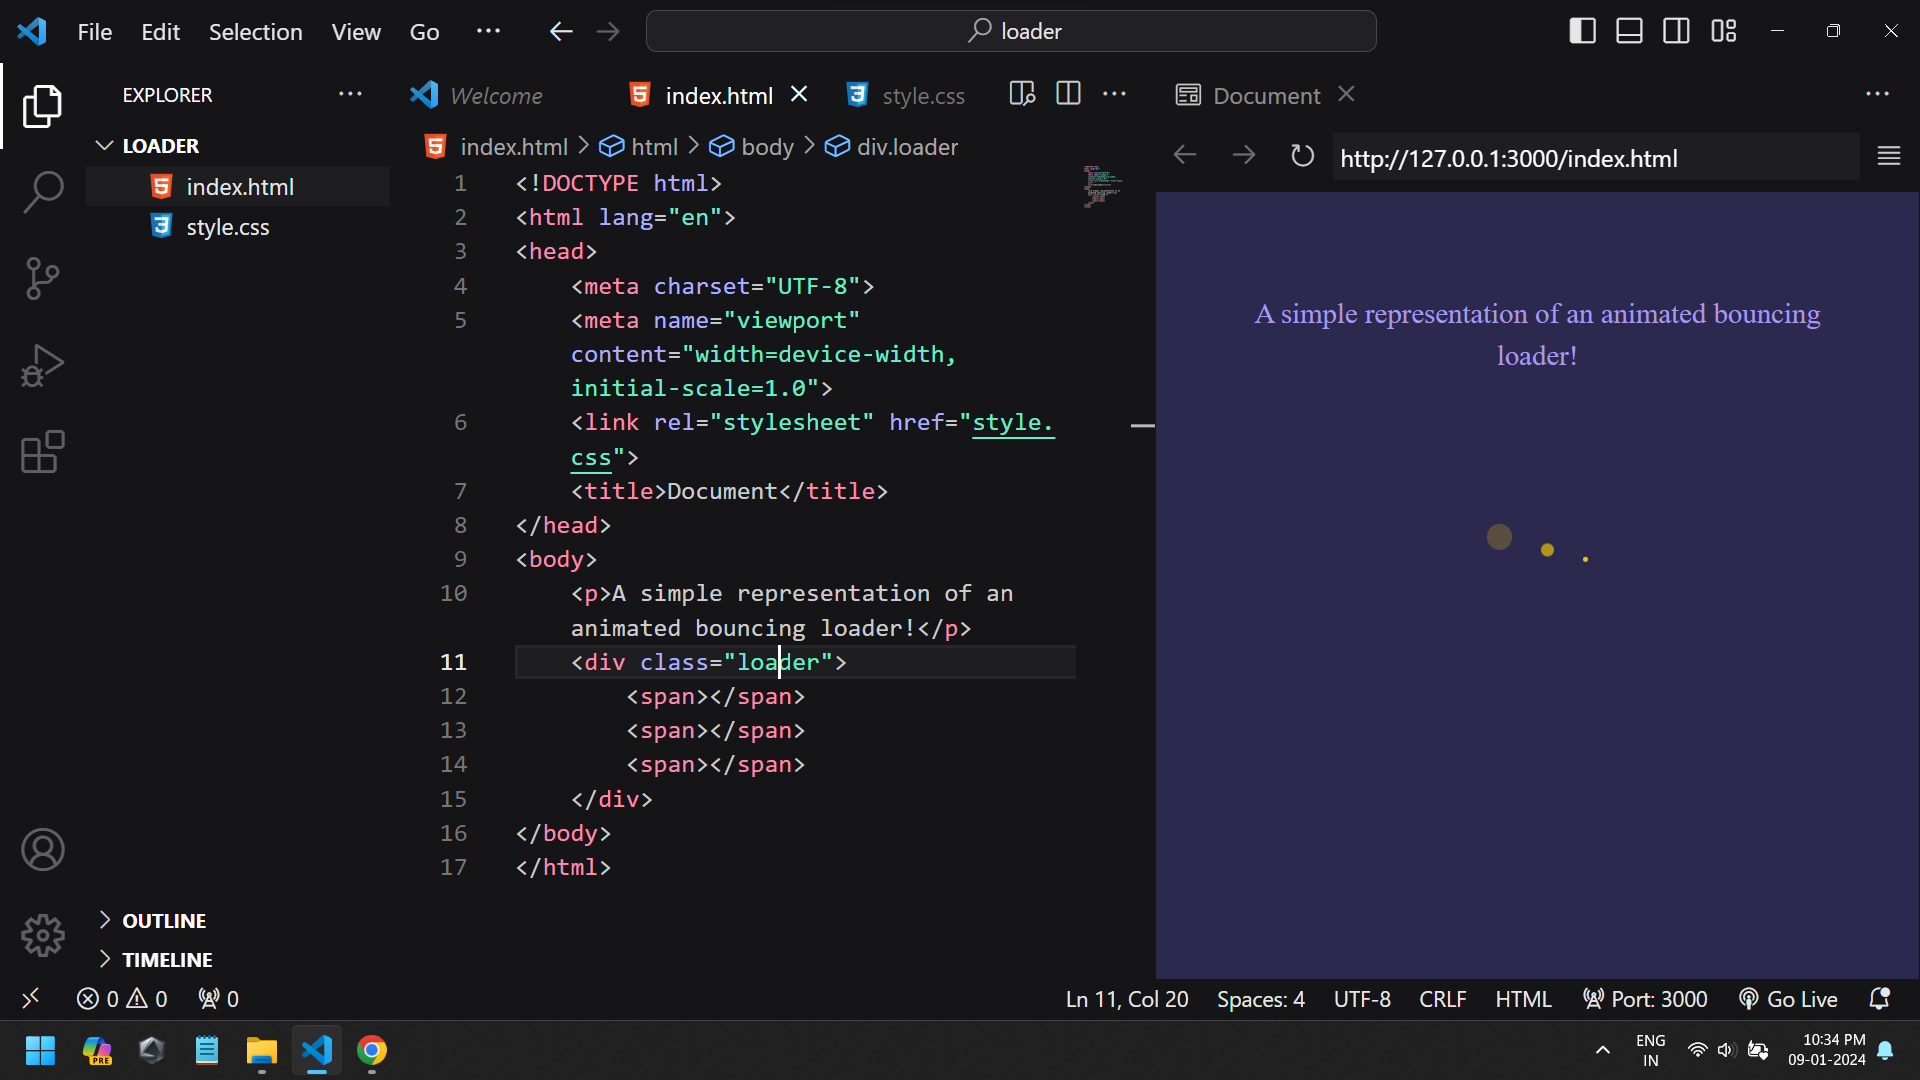 File Edit Selection View Go ··· loader
EXPLORER ···
LOADER
index.html
style.css
OUTLINE
TIMELINE
Welcome index.html style.css ···
index.html > html > body > div.loader
1 <!DOCTYPE html>
2 <html lang="en">
3 <head>
4 <meta charset="UTF-8">
5 <meta name="viewport"
content="width=device-width,
initial-scale=1.0">
6 <link rel="stylesheet" href="style.
css">
7 <title>Document</title>
8 </head>
9 <body>
10 <p>A simple representation of an
animated bouncing loader!</p>
11 <div class="loader">
12 <span></span>
13 <span></span>
14 <span></span>
15 </div>
16 </body>
17 </html>
Document ···
http://127.0.0.1:3000/index.html
A simple representation of an animated bouncing
loader!
0 0 0 Ln 11, Col 20 Spaces: 4 UTF-8 CRLF HTML Port: 3000 Go Live
PRE
ENG
IN
10:34 PM
09-01-2024